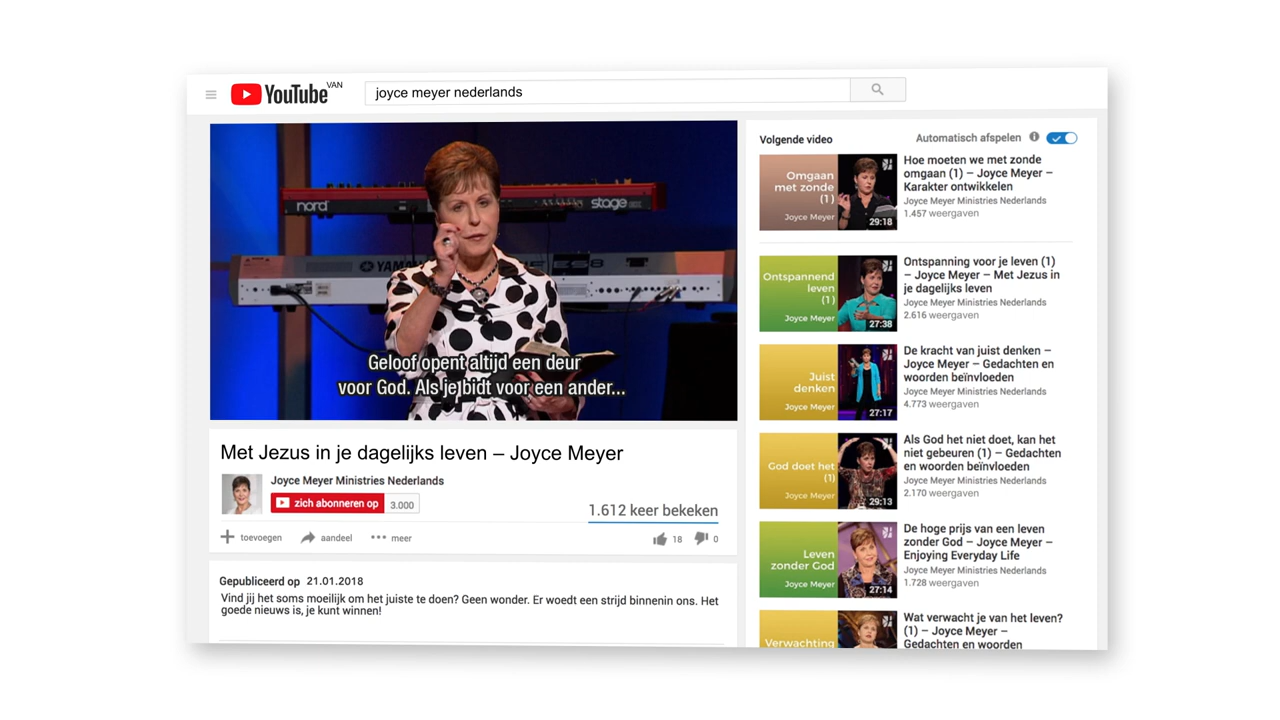 YouTube VAN
joyce meyer nederlands
nord
stage
YAMAHA
Geloof opent altijd een deur
voor God. Als je bidt voor een ander...
Met Jezus in je dagelijks leven – Joyce Meyer
Joyce Meyer Ministries Nederlands
zich abonneren op
3.000
1.612 keer bekeken
toevoegen
aandeel
meer
18
0
Gepubliceerd op 21.01.2018
Vind jij het soms moeilijk om het juiste te doen? Geen wonder. Er woedt een strijd binnenin ons. Het
goede nieuws is, je kunt winnen!
Volgende video
Automatisch afspelen
Omgaan
met zonde
(1)
Joyce Meyer
29:18
Hoe moeten we met zonde
omgaan (1) – Joyce Meyer –
Karakter ontwikkelen
Joyce Meyer Ministries Nederlands
1.457 weergaven
Ontspannend
leven
(1)
Joyce Meyer
27:38
Ontspanning voor je leven (1)
– Joyce Meyer – Met Jezus in
je dagelijks leven
Joyce Meyer Ministries Nederlands
2.616 weergaven
Juist
denken
Joyce Meyer
27:17
De kracht van juist denken –
Joyce Meyer – Gedachten en
woorden beïnvloeden
Joyce Meyer Ministries Nederlands
4.773 weergaven
God doet het
(1)
Joyce Meyer
29:13
Als God het niet doet, kan het
niet gebeuren (1) – Gedachten
en woorden beïnvloeden
Joyce Meyer Ministries Nederlands
2.170 weergaven
Leven
zonder God
Joyce Meyer
27:14
De hoge prijs van een leven
zonder God – Joyce Meyer –
Enjoying Everyday Life
Joyce Meyer Ministries Nederlands
1.728 weergaven
Verwachting
Wat verwacht je van het leven?
(1) – Joyce Meyer –
Gedachten en woorden